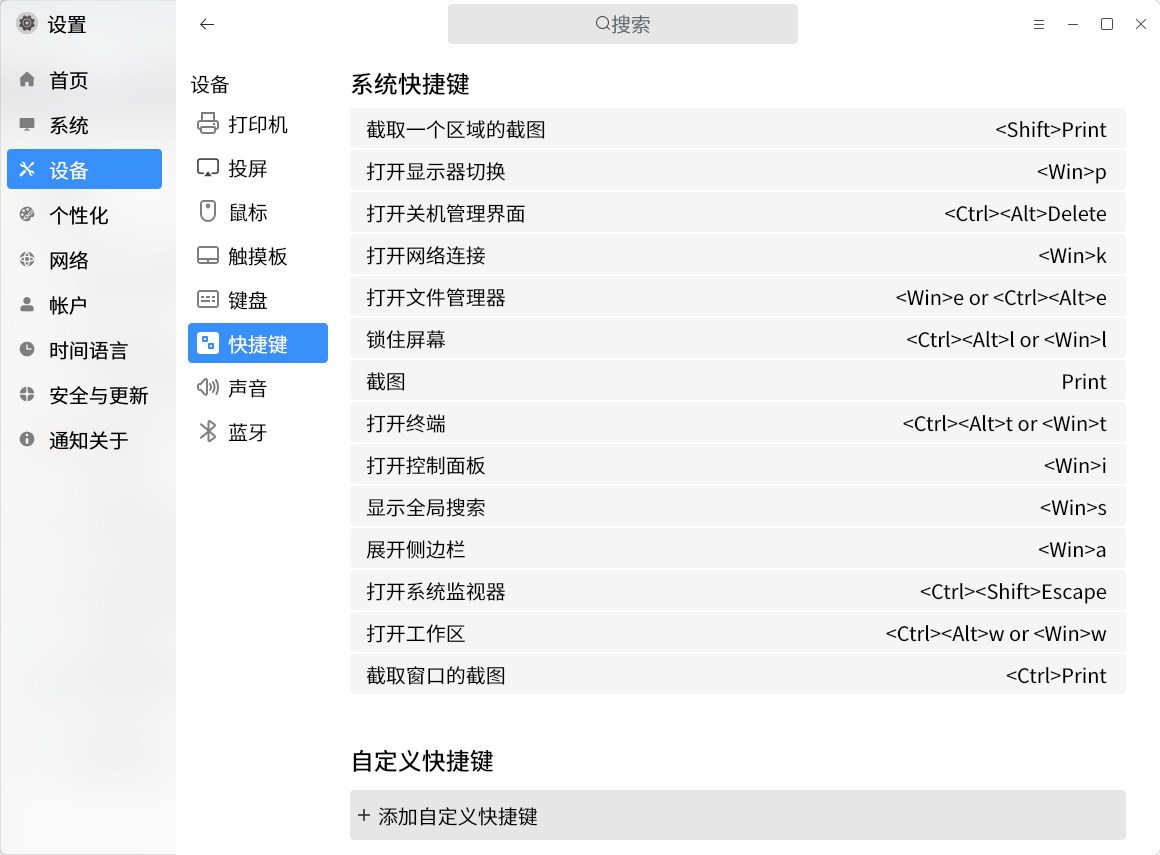 设置
搜索
首页
系统
设备
个性化
网络
帐户
时间语言
安全与更新
通知关于
设备
打印机
投屏
鼠标
触摸板
键盘
快捷键
声音
蓝牙
系统快捷键
截取一个区域的截图 <Shift>Print
打开显示器切换 <Win>p
打开关机管理界面 <Ctrl><Alt>Delete
打开网络连接 <Win>k
打开文件管理器 <Win>e or <Ctrl><Alt>e
锁住屏幕 <Ctrl><Alt>l or <Win>l
截图 Print
打开终端 <Ctrl><Alt>t or <Win>t
打开控制面板 <Win>i
显示全局搜索 <Win>s
展开侧边栏 <Win>a
打开系统监视器 <Ctrl><Shift>Escape
打开工作区 <Ctrl><Alt>w or <Win>w
截取窗口的截图 <Ctrl>Print
自定义快捷键
+ 添加自定义快捷键